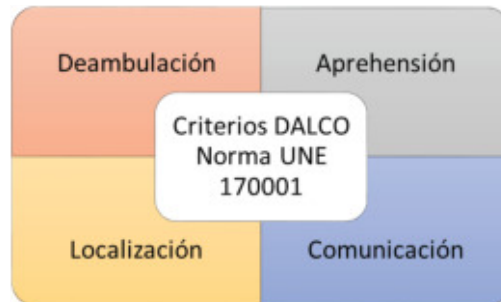 Deambulación
Aprehensión
Criterios DALCO
Norma UNE
170001
Localización
Comunicación